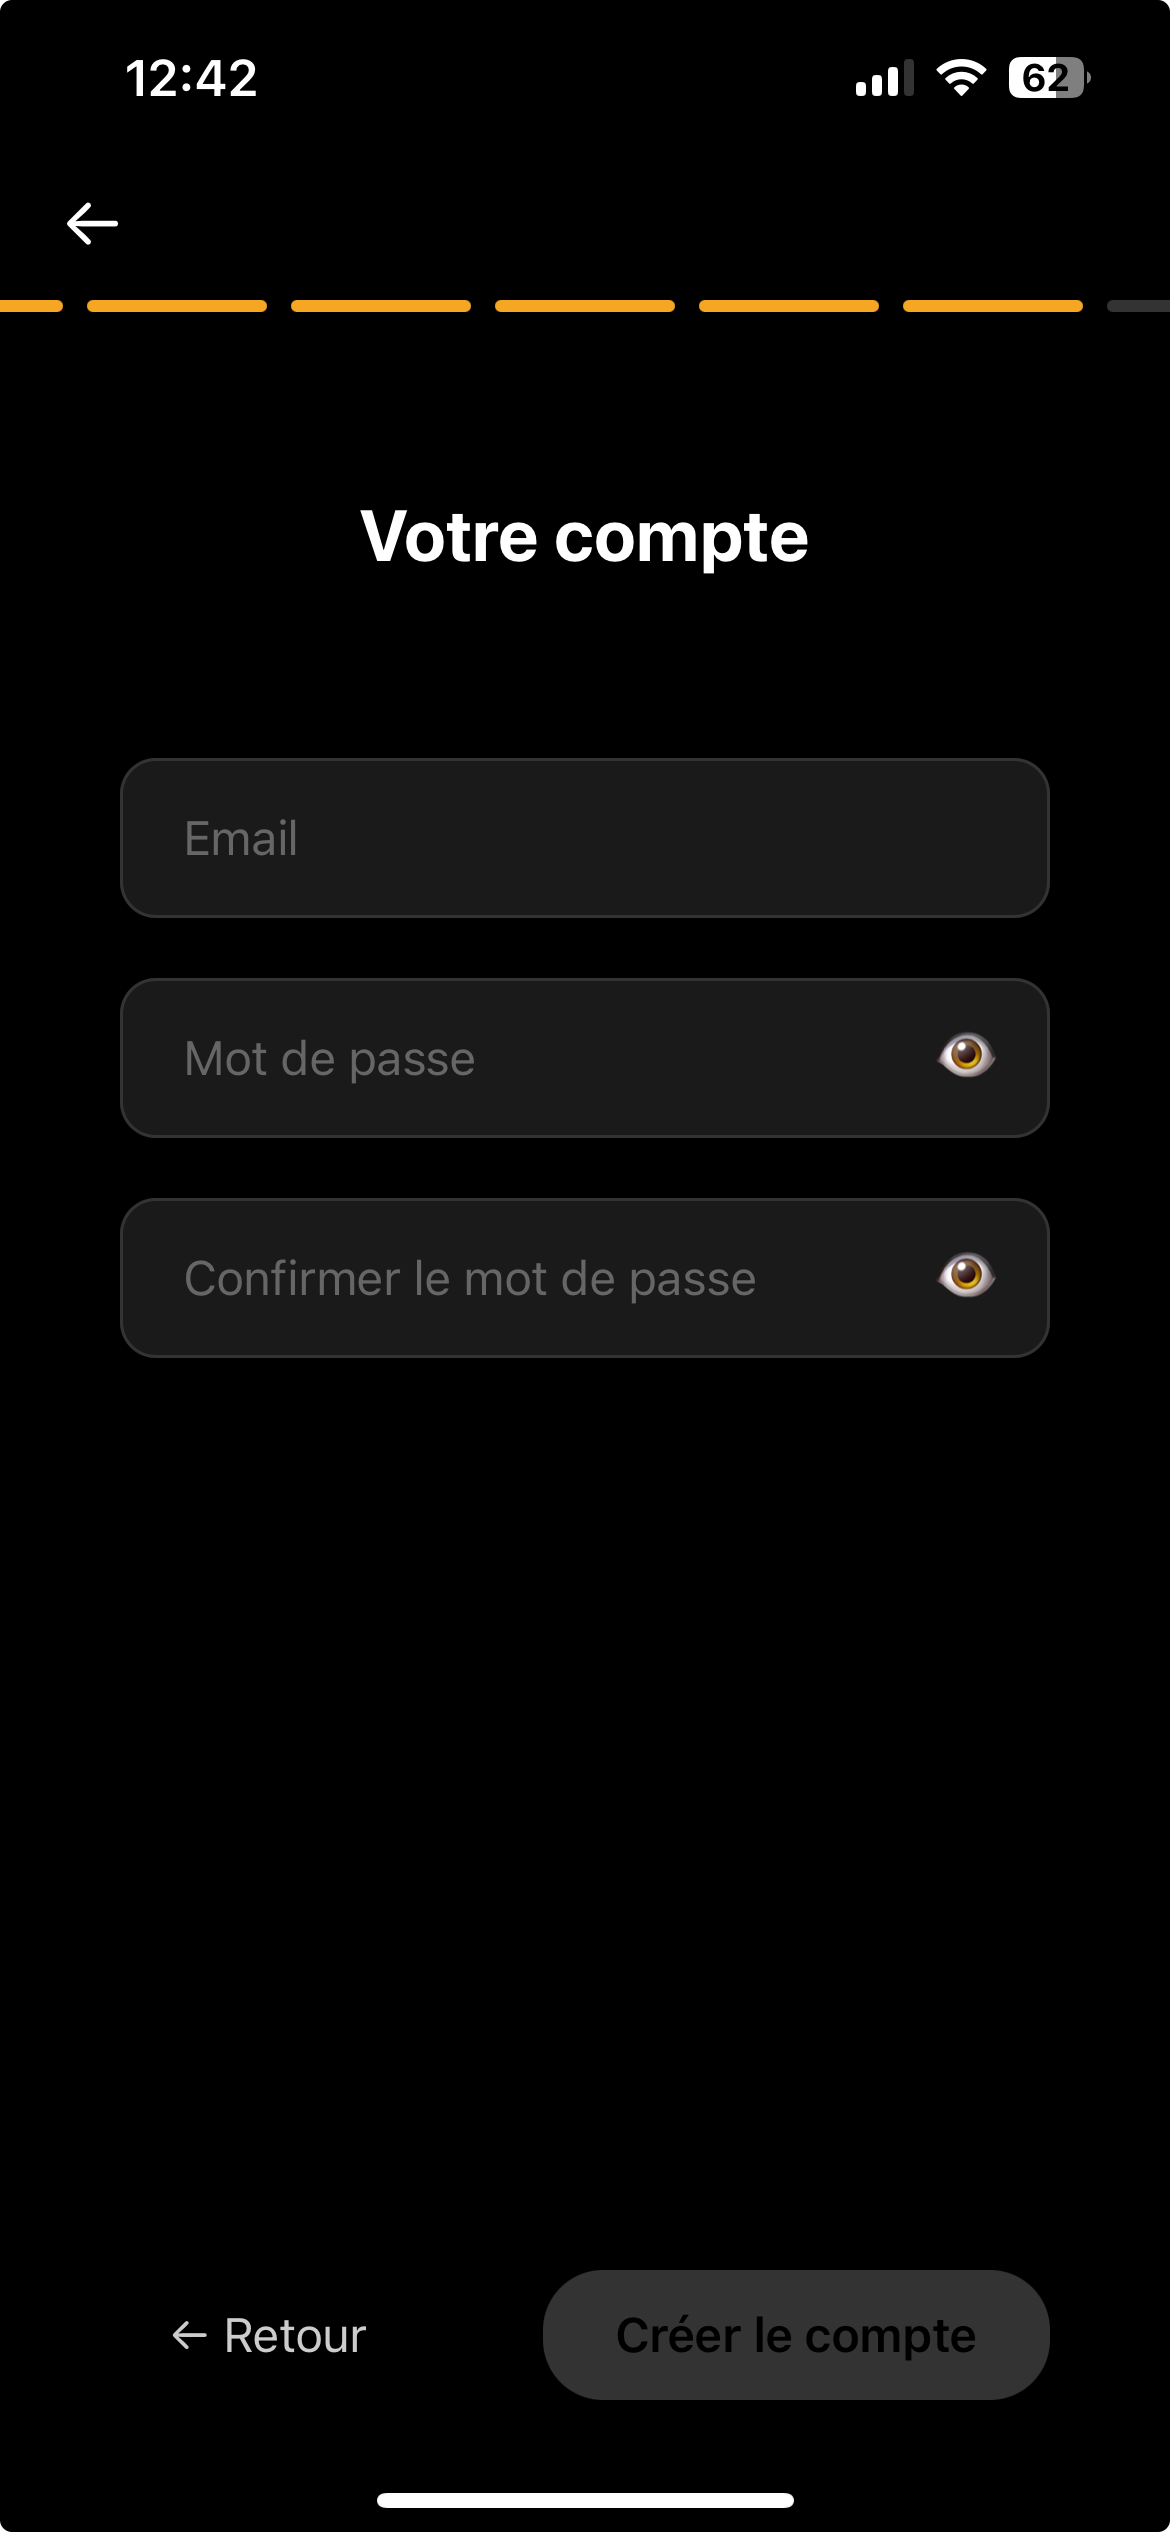 12:42
62
Votre compte
Email
Mot de passe
Confirmer le mot de passe
← Retour
Créer le compte